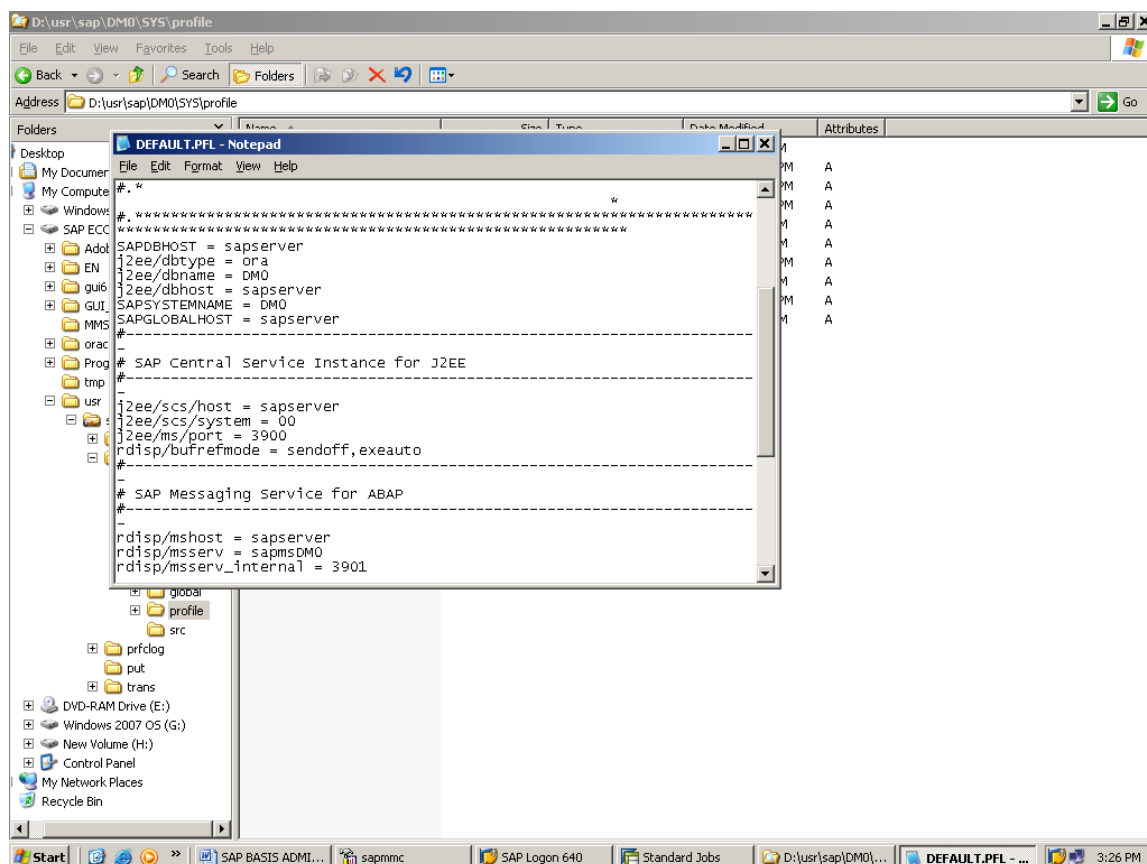 D:\usr\sap\DM0\SYS\profile
File Edit View Favorites Tools Help
Back Search Folders
Address D:\usr\sap\DM0\SYS\profile Go
Folders Name Size Type Date Modified Attributes
DEFAULT.PFL - Notepad
File Edit Format View Help
Desktop
My Documen
My Compute
Windows
SAP ECC
Adob
EN
gui6
GUI_
MMS
orac
Prog
tmp
usr
#.*
*
#.*********************************************************************
*********************************************************
SAPDBHOST = sapserver
j2ee/dbtype = ora
j2ee/dbname = DM0
j2ee/dbhost = sapserver
SAPSYSTEMNAME = DM0
SAPGLOBALHOST = sapserver
#----------------------------------------------------------------------
-
# SAP Central Service Instance for J2EE
#----------------------------------------------------------------------
-
j2ee/scs/host = sapserver
j2ee/scs/system = 00
j2ee/ms/port = 3900
rdisp/bufrefmode = sendoff,exeauto
#----------------------------------------------------------------------
-
# SAP Messaging Service for ABAP
#----------------------------------------------------------------------
-
rdisp/mshost = sapserver
rdisp/msserv = sapmsDM0
rdisp/msserv_internal = 3901
M
PM A
PM A
PM A
M A
M A
PM A
M A
PM A
M A
global
profile
src
prfclog
put
trans
DVD-RAM Drive (E:)
Windows 2007 OS (G:)
New Volume (H:)
Control Panel
My Network Places
Recycle Bin
Start » SAP BASIS ADMI... sapmmc SAP Logon 640 Standard Jobs D:\usr\sap\DM0\... DEFAULT.PFL - ... 3:26 PM